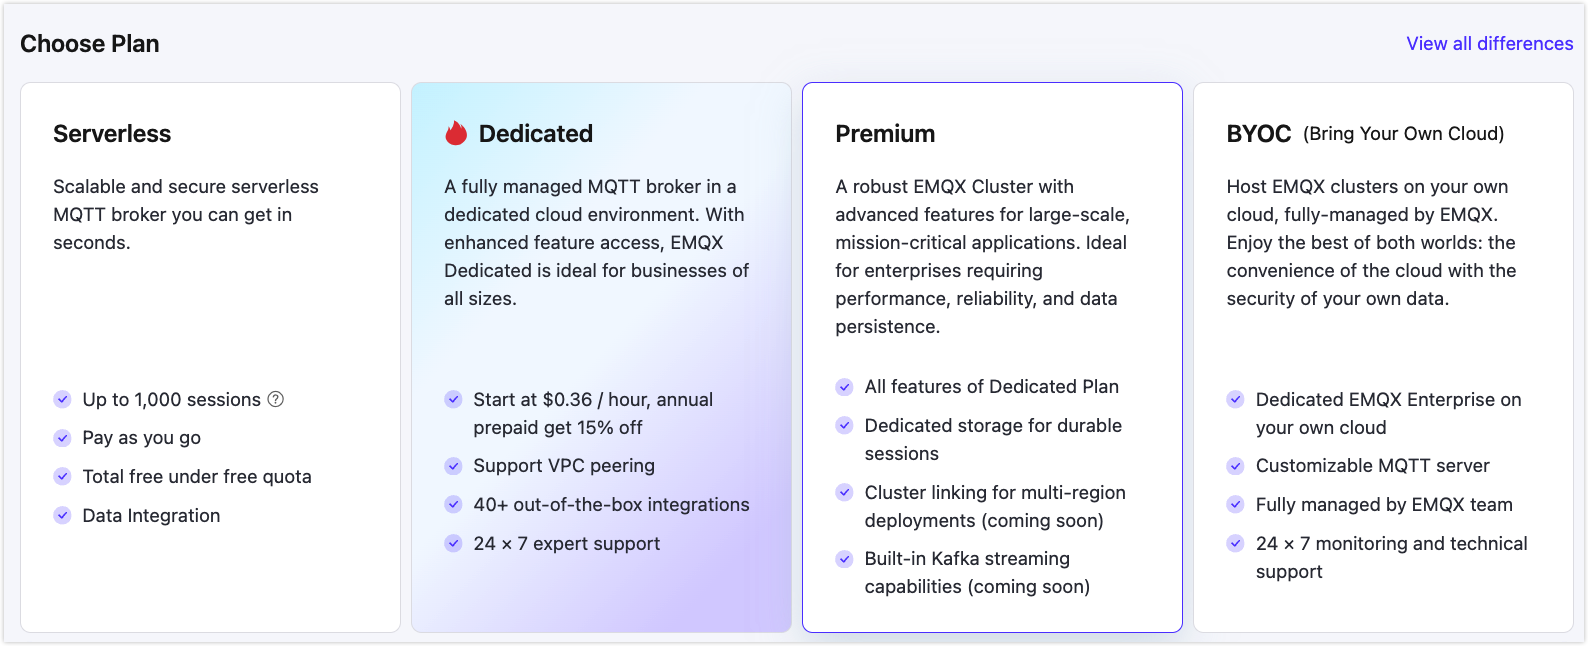 Choose Plan
View all differences
Serverless
Scalable and secure serverless
MQTT broker you can get in
seconds.
Up to 1,000 sessions ?
Pay as you go
Total free under free quota
Data Integration
Dedicated
A fully managed MQTT broker in a
dedicated cloud environment. With
enhanced feature access, EMQX
Dedicated is ideal for businesses of
all sizes.
Start at $0.36 / hour, annual
prepaid get 15% off
Support VPC peering
40+ out-of-the-box integrations
24 × 7 expert support
Premium
A robust EMQX Cluster with
advanced features for large-scale,
mission-critical applications. Ideal
for enterprises requiring
performance, reliability, and data
persistence.
All features of Dedicated Plan
Dedicated storage for durable
sessions
Cluster linking for multi-region
deployments (coming soon)
Built-in Kafka streaming
capabilities (coming soon)
BYOC (Bring Your Own Cloud)
Host EMQX clusters on your own
cloud, fully-managed by EMQX.
Enjoy the best of both worlds: the
convenience of the cloud with the
security of your own data.
Dedicated EMQX Enterprise on
your own cloud
Customizable MQTT server
Fully managed by EMQX team
24 × 7 monitoring and technical
support